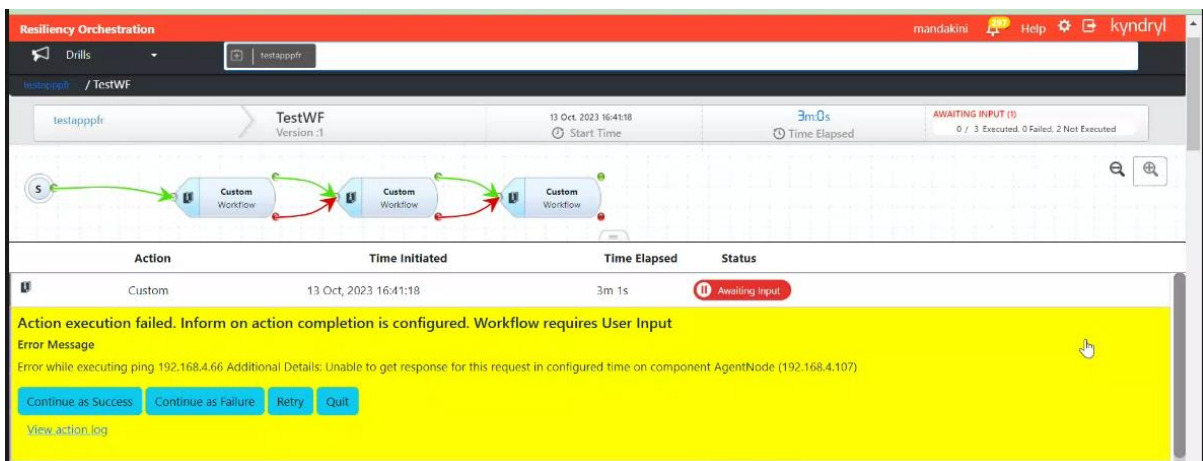 Resiliency Orchestration mandakini 297 Help kyndryl
Drills testapppfr
testapppfr / TestWF
testapppfr
TestWF
Version :1
13 Oct, 2023 16:41:18
Start Time
3m:0s
Time Elapsed
AWAITING INPUT (1)
0 / 3 Executed, 0 Failed, 2 Not Executed
S
Custom
Workflow
Custom
Workflow
Custom
Workflow
Action Time Initiated Time Elapsed Status
Custom 13 Oct, 2023 16:41:18 3m 1s Awaiting Input
Action execution failed. Inform on action completion is configured. Workflow requires User Input
Error Message
Error while executing ping 192.168.4.66 Additional Details: Unable to get response for this request in configured time on component AgentNode (192.168.4.107)
Continue as Success Continue as Failure Retry Quit
View action log